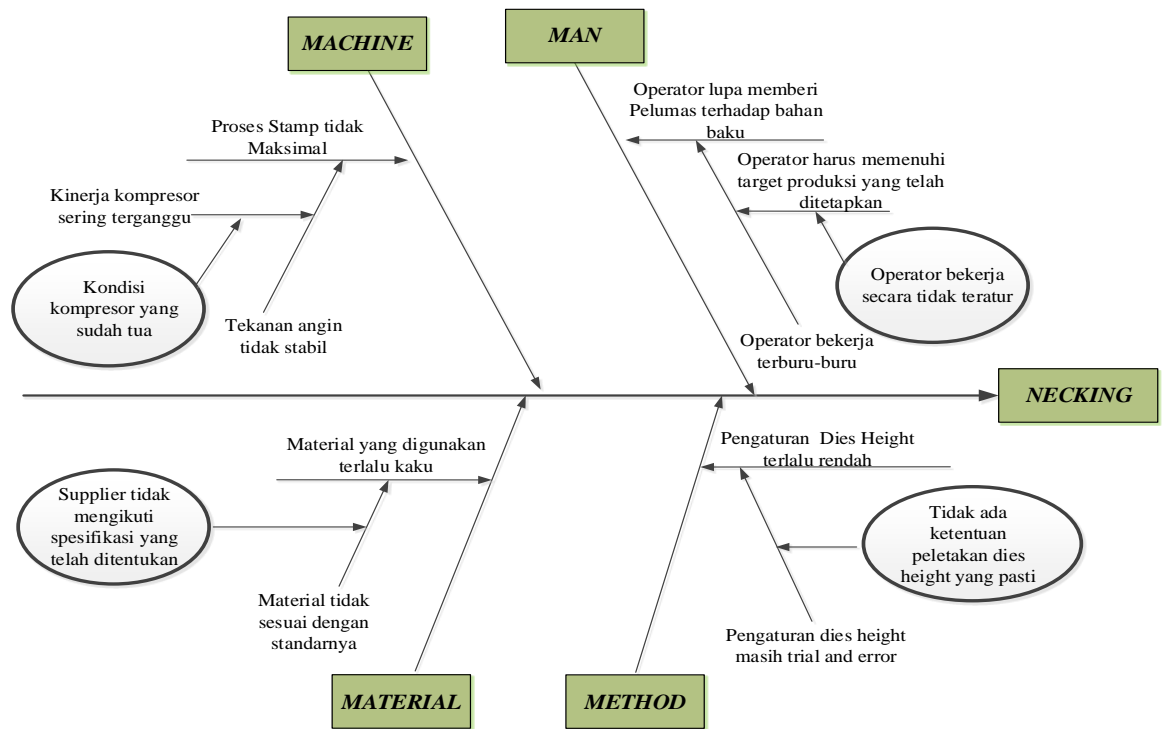 MACHINE
MAN
Proses Stamp tidak
Maksimal
Kinerja kompresor
sering terganggu
Kondisi
kompresor yang
sudah tua
Tekanan angin
tidak stabil
Operator lupa memberi
Pelumas terhadap bahan
baku
Operator harus memenuhi
target produksi yang telah
ditetapkan
Operator bekerja
secara tidak teratur
Operator bekerja
terburu-buru
NECKING
Material yang digunakan
terlalu kaku
Supplier tidak
mengikuti
spesifikasi yang
telah ditentukan
Material tidak
sesuai dengan
standarnya
Pengaturan Dies Height
terlalu rendah
Tidak ada
ketentuan
peletakan dies
height yang pasti
Pengaturan dies height
masih trial and error
MATERIAL
METHOD